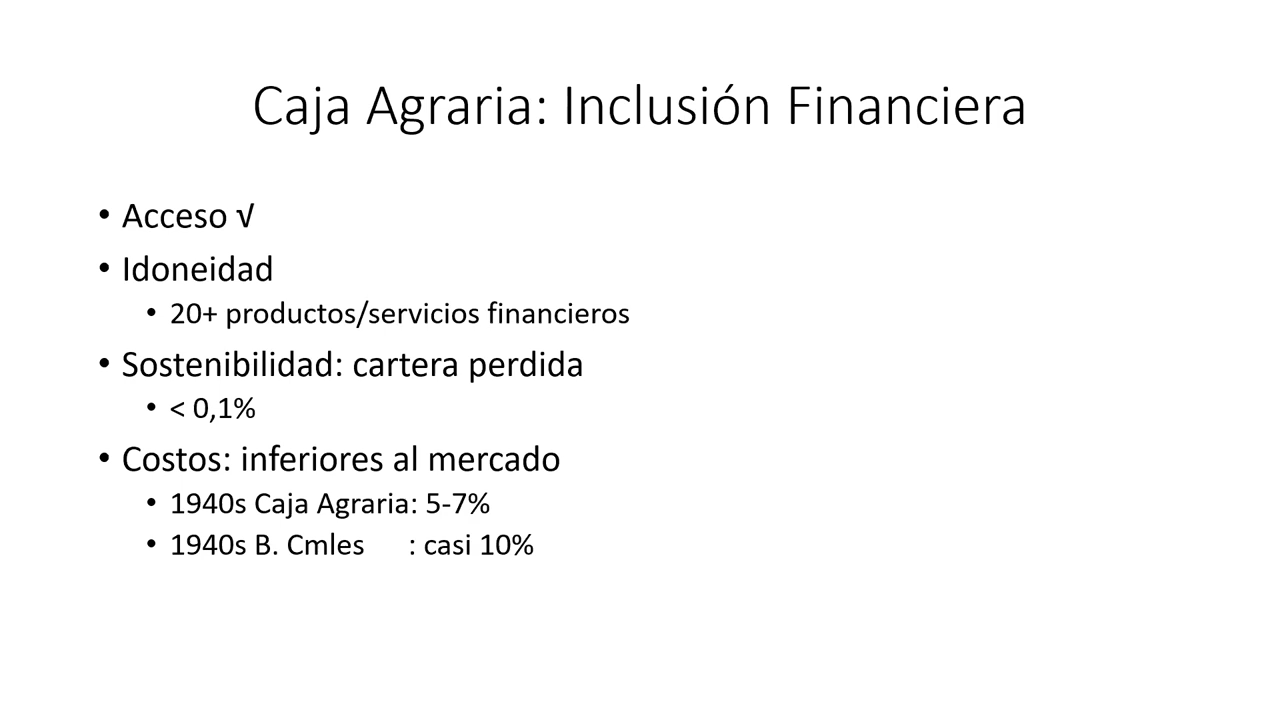 Caja Agraria: Inclusión Financiera
• Acceso √
• Idoneidad
• 20+ productos/servicios financieros
• Sostenibilidad: cartera perdida
• < 0,1%
• Costos: inferiores al mercado
• 1940s Caja Agraria: 5-7%
• 1940s B. Cmles : casi 10%